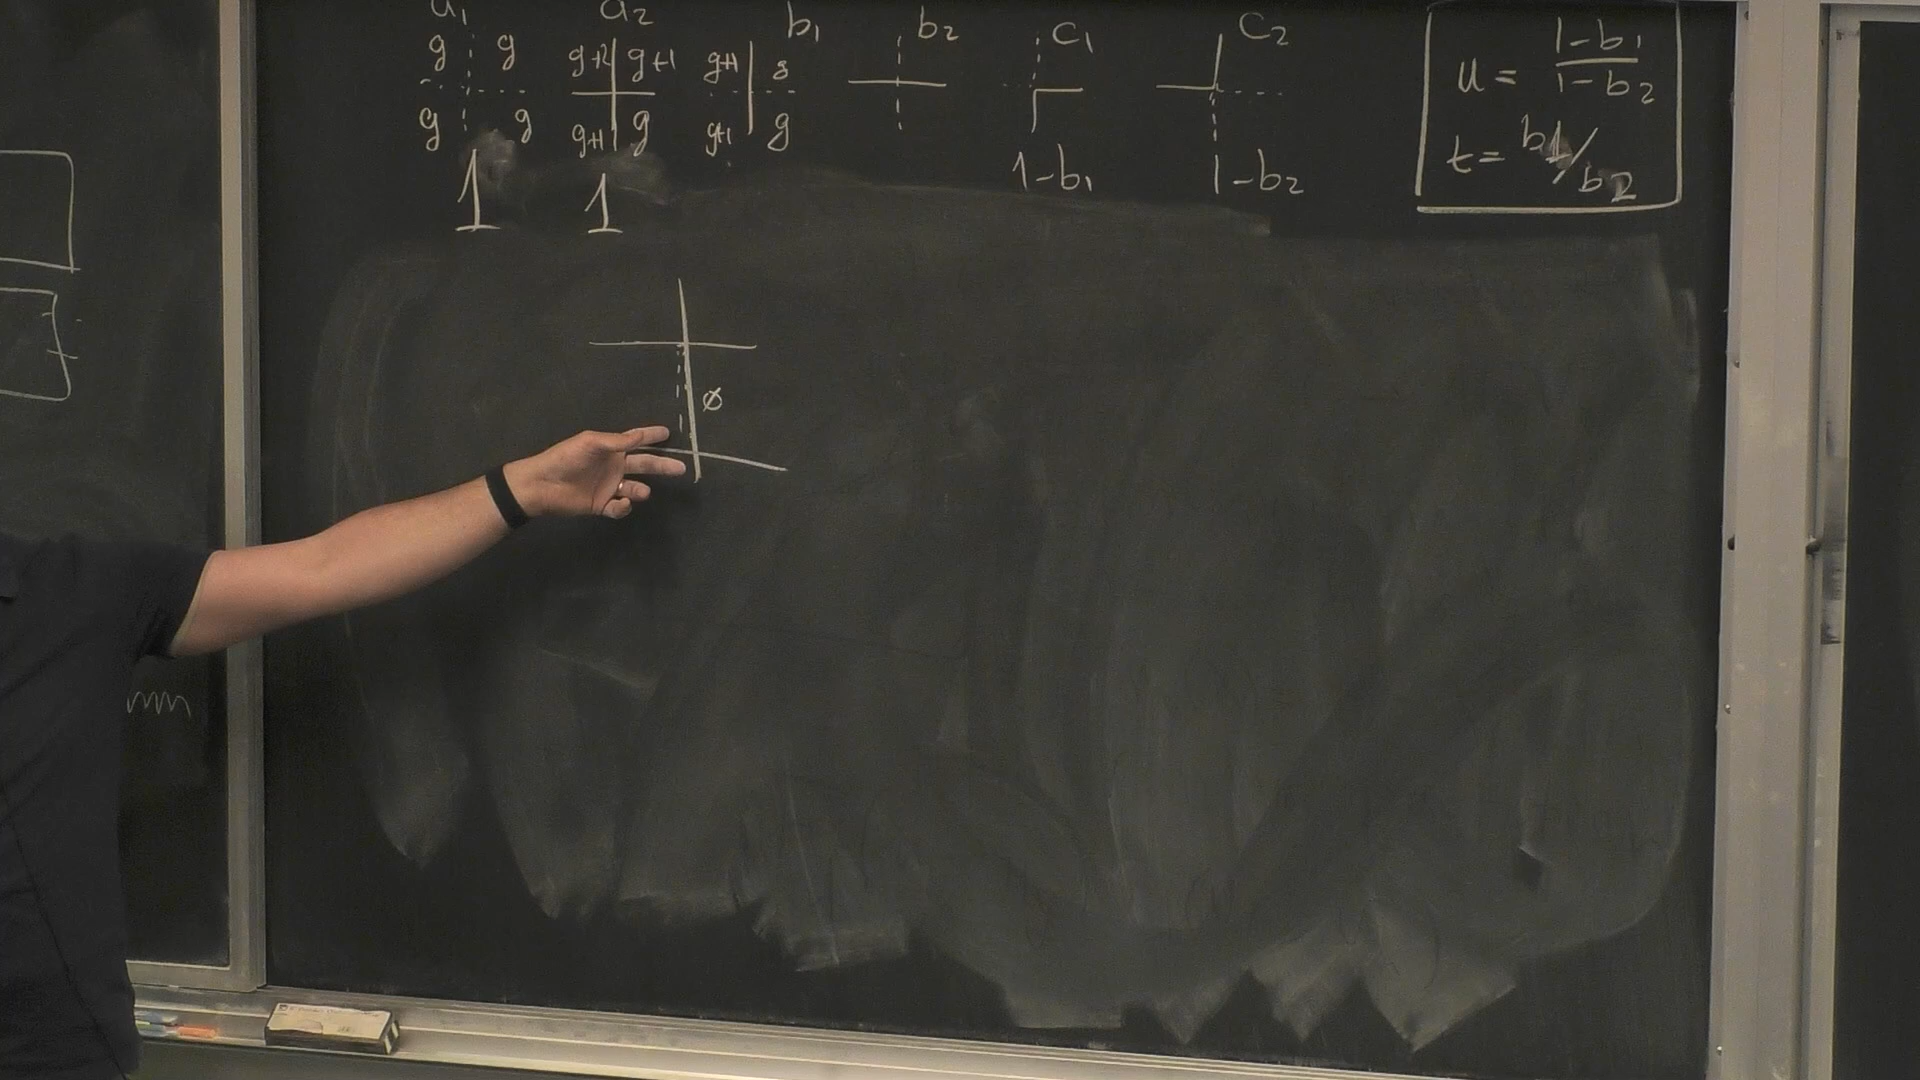 a₁ a₂ b₁ b₂ c₁ c₂
g g g+2 g+1 g+1 g
g g g+1 g g+1 g
1 1 1-b₁ 1-b₂
u = (1-b₁)/(1-b₂)
t = b1/b₂
ø